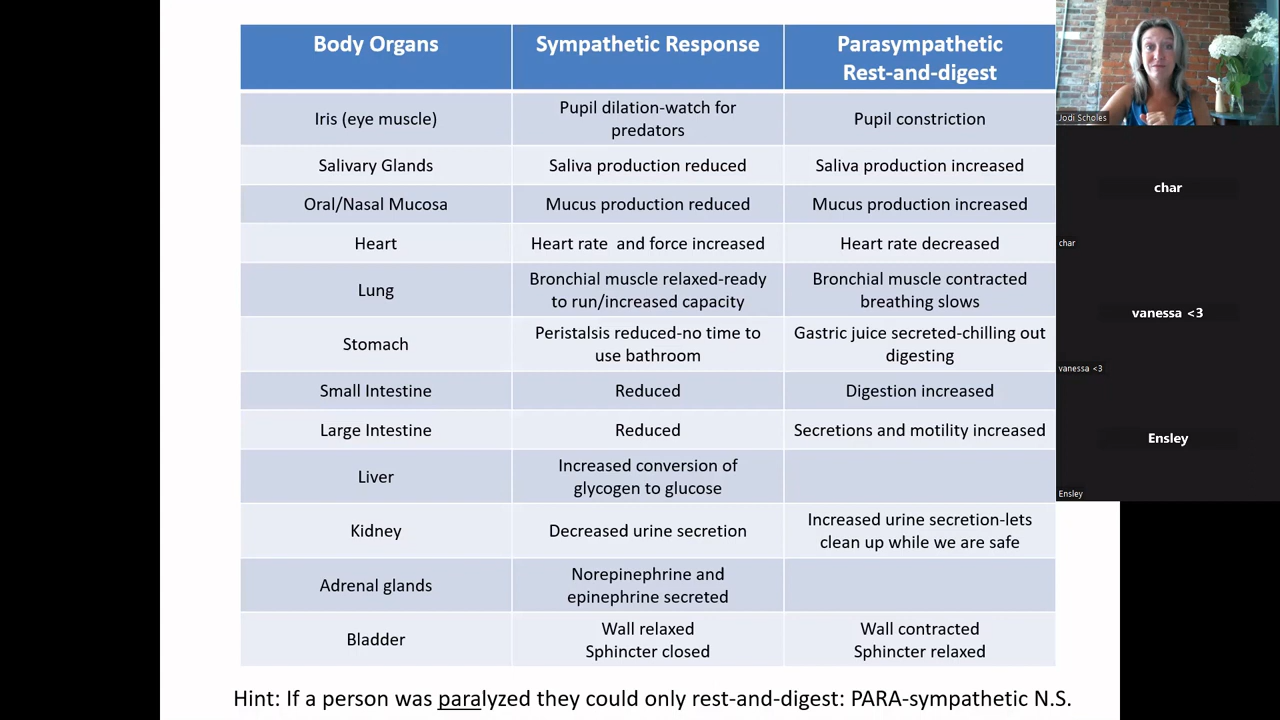 Body Organs
Sympathetic Response
Parasympathetic
Rest-and-digest
Iris (eye muscle)
Pupil dilation-watch for
predators
Pupil constriction
Salivary Glands
Saliva production reduced
Saliva production increased
Oral/Nasal Mucosa
Mucus production reduced
Mucus production increased
Heart
Heart rate and force increased
Heart rate decreased
Lung
Bronchial muscle relaxed-ready
to run/increased capacity
Bronchial muscle contracted
breathing slows
Stomach
Peristalsis reduced-no time to
use bathroom
Gastric juice secreted-chilling out
digesting
Small Intestine
Reduced
Digestion increased
Large Intestine
Reduced
Secretions and motility increased
Liver
Increased conversion of
glycogen to glucose
Kidney
Decreased urine secretion
Increased urine secretion-lets
clean up while we are safe
Adrenal glands
Norepinephrine and
epinephrine secreted
Bladder
Wall relaxed
Sphincter closed
Wall contracted
Sphincter relaxed
Hint: If a person was paralyzed they could only rest-and-digest: PARA-sympathetic N.S.
Jodi Scholes
char
char
vanessa <3
vanessa <3
Ensley
Ensley